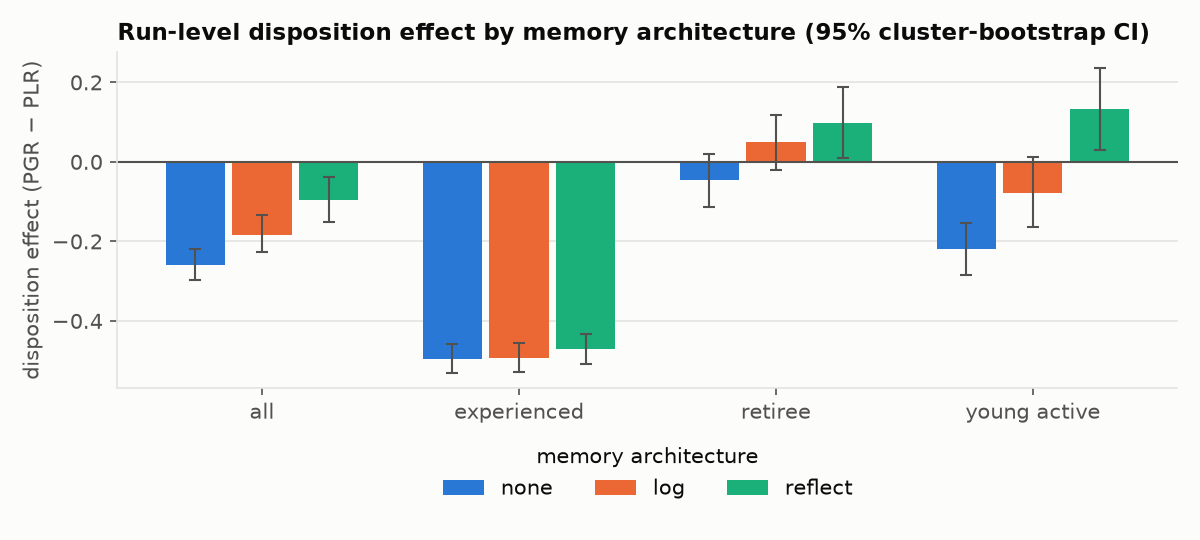 Run-level disposition effect by memory architecture (95% cluster-bootstrap CI)
disposition effect (PGR − PLR)
0.2
0.0
−0.2
−0.4
all experienced retiree young active
memory architecture
none log reflect